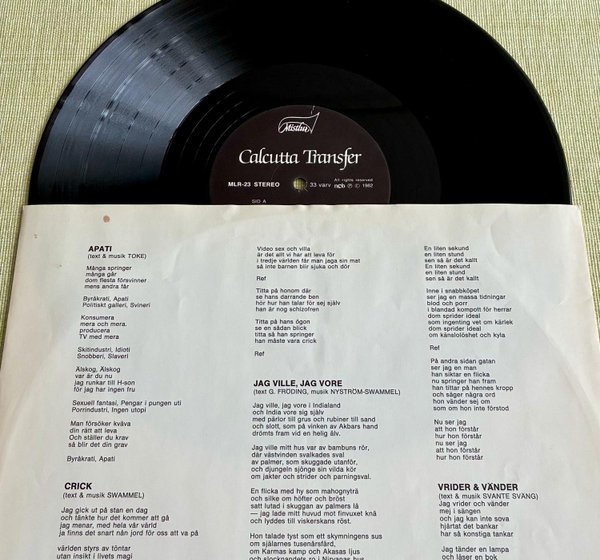 Mistlur
Calcutta Transfer
MLR-23 STEREO
33 varv
All rights reserved
ncb Ⓟ © 1982
SID A
APATI
(text & musik TOKE)
Många springer
många går
dom flesta försvinner
mens andra får
Byråkrati, Apati
Politiskt galleri, Svineri
Konsumera
mera och mera.
producera
TV med mera
Skitindustri, Idioti
Snobberi, Slaveri
Älskog, Älskog
var är du nu
jag runkar till H-son
för jag har ingen fru
Sexuell fantasi, Pengar i pungen uti
Porrindustri, Ingen utopi
Man försöker kväva
din rätt att leva
Och ställer du krav
så blir det din grav
Byråkrati, Apati
CRICK
(text & musik SWAMMEL)
Jag gick ut på stan en dag
och tänkte hur det kommer att gå
jag menar, med hela vår värld
ja finns det snart nån jord för oss att va på
världen styrs av töntar
utan insikt i livets magi
Video sex och villa
är det allt vi har att leva för
i tredje världen får man jaga sin mat
så inte barnen blir sjuka och dör
Ref
Titta på honom där
se hans darrande ben
hör hur han talar för sej själv
han är nog schizofren
Titta på hans ögon
se en sådan blick
titta så han springer
han måste vara crick
Ref
JAG VILLE, JAG VORE
(text G. FRÖDING, musik NYSTRÖM-SWAMMEL)
Jag ville, jag vore i Indialand
och India vore sig själv
med pärlor till grus och rubiner till sand
och slott, som på vinken av Akbars hand
drömts fram vid en helig älv.
Jag ville mitt hus var av bambuns rör,
där västvinden svalkades sval
av palmer, som skuggade utanför,
och djungeln sjönge sin vilda kör
om jakter och strider och parningsval.
En flicka med hy som mahognyträ
och silke om höfter och bröst
satt lutad i skuggan av palmers lä
— jag lade mitt huvud mot finvuxet knä
och lyddes till viskerskans röst.
Hon talade tyst som ett skymningens sus
om själarnes tusenårsfärd,
om Karmas kamp och Akasas ljus
En liten sekund
en liten stund
sen så är det kallt
En liten sekund
en liten stund
sen så är det kallt
Inne i snabbköpet
ser jag en massa tidningar
blod och porr
i blandad kompott för herrar
dom sprider ideal
som ingenting vet om kärlek
dom sprider ideal
om känslolöshet och kyla
Ref
På andra sidan gatan
ser jag en man
han siktar en flicka
nu springer han fram
han tittar på hennes kropp
och säger några ord
hon vänder sej om
som om hon inte förstod
Nu ser jag
att hon förstår
hur hon förstår
nu ser jag
att hon förstår
hur hon förstår
VRIDER & VÄNDER
(text & musik SVANTE SVÄNG)
Jag vrider och vänder
mej i sängen
och jag kan inte sova
hjärtat det bankar
har så konstiga tankar
Jag tänder en lampa
och läser en bok